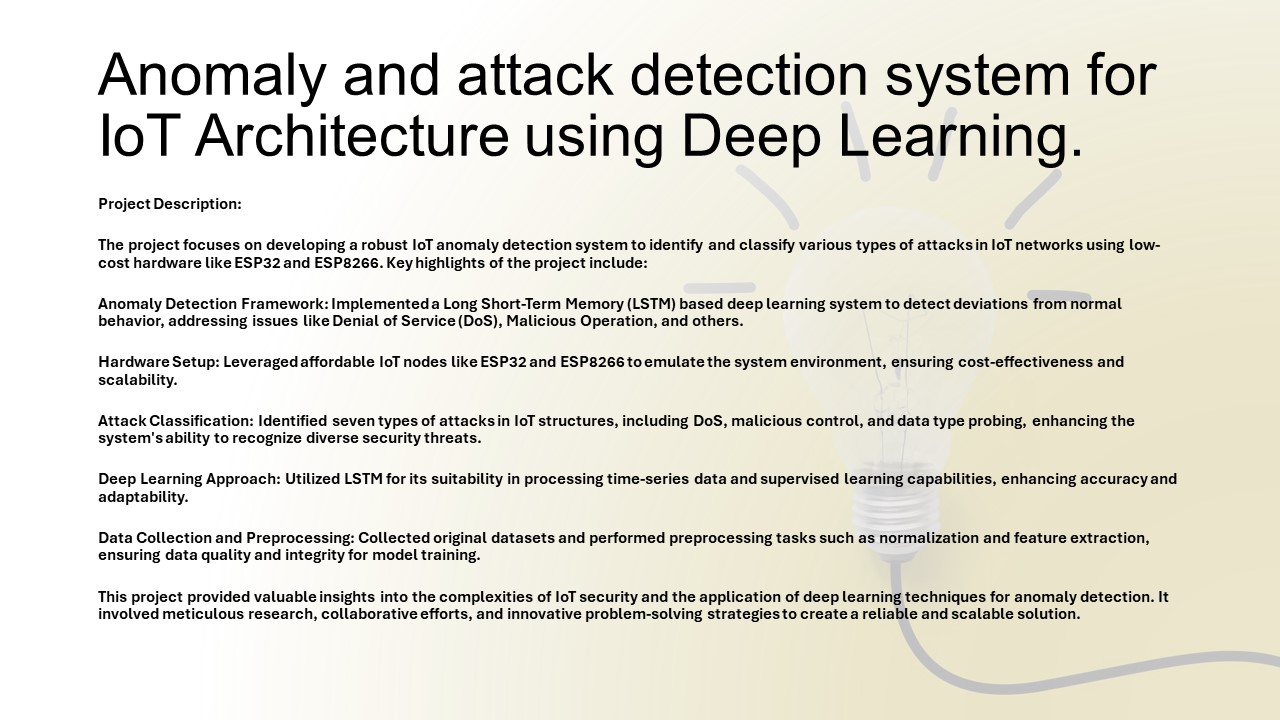 Anomaly and attack detection system for
IoT Architecture using Deep Learning.
Project Description:
The project focuses on developing a robust IoT anomaly detection system to identify and classify various types of attacks in IoT networks using low-
cost hardware like ESP32 and ESP8266. Key highlights of the project include:
Anomaly Detection Framework: Implemented a Long Short-Term Memory (LSTM) based deep learning system to detect deviations from normal
behavior, addressing issues like Denial of Service (DoS), Malicious Operation, and others.
Hardware Setup: Leveraged affordable IoT nodes like ESP32 and ESP8266 to emulate the system environment, ensuring cost-effectiveness and
scalability.
Attack Classification: Identified seven types of attacks in IoT structures, including DoS, malicious control, and data type probing, enhancing the
system's ability to recognize diverse security threats.
Deep Learning Approach: Utilized LSTM for its suitability in processing time-series data and supervised learning capabilities, enhancing accuracy and
adaptability.
Data Collection and Preprocessing: Collected original datasets and performed preprocessing tasks such as normalization and feature extraction,
ensuring data quality and integrity for model training.
This project provided valuable insights into the complexities of IoT security and the application of deep learning techniques for anomaly detection. It
involved meticulous research, collaborative efforts, and innovative problem-solving strategies to create a reliable and scalable solution.